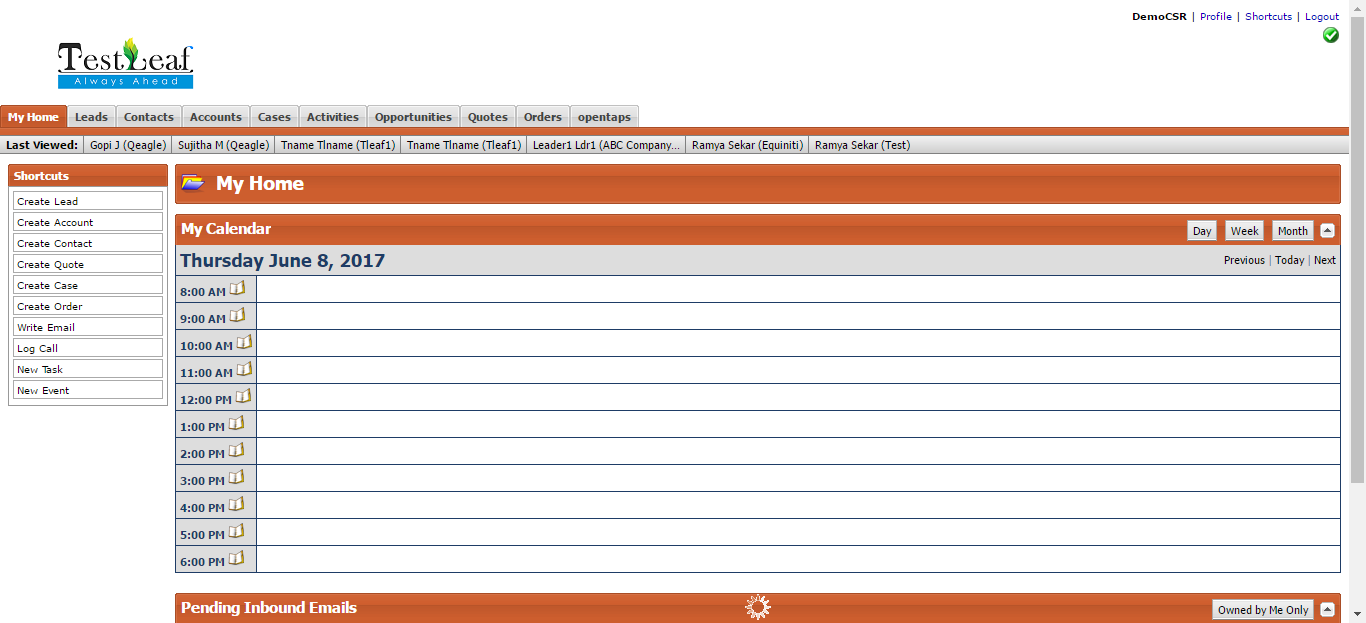 DemoCSR | Profile | Shortcuts | Logout
TestLeaf
Always Ahead
My Home Leads Contacts Accounts Cases Activities Opportunities Quotes Orders opentaps
Last Viewed: Gopi J (Qeagle) Sujitha M (Qeagle) Tname Tlname (Tleaf1) Tname Tlname (Tleaf1) Leader1 Ldr1 (ABC Company... Ramya Sekar (Equiniti) Ramya Sekar (Test)
Shortcuts
Create Lead
Create Account
Create Contact
Create Quote
Create Case
Create Order
Write Email
Log Call
New Task
New Event
My Home
My Calendar Day Week Month
Thursday June 8, 2017 Previous | Today | Next
8:00 AM
9:00 AM
10:00 AM
11:00 AM
12:00 PM
1:00 PM
2:00 PM
3:00 PM
4:00 PM
5:00 PM
6:00 PM
Pending Inbound Emails Owned by Me Only